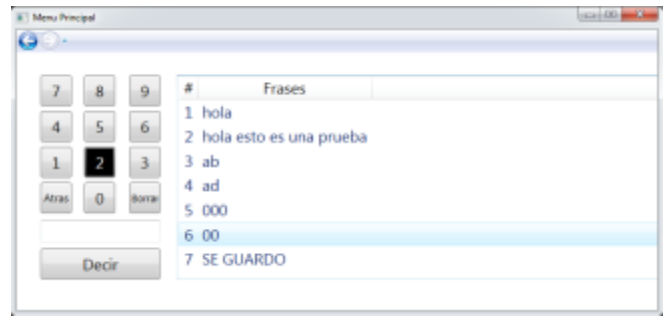 Menu Principal
7 8 9
4 5 6
1 2 3
Atras 0 Borrar
Decir
# Frases
1 hola
2 hola esto es una prueba
3 ab
4 ad
5 000
6 00
7 SE GUARDO